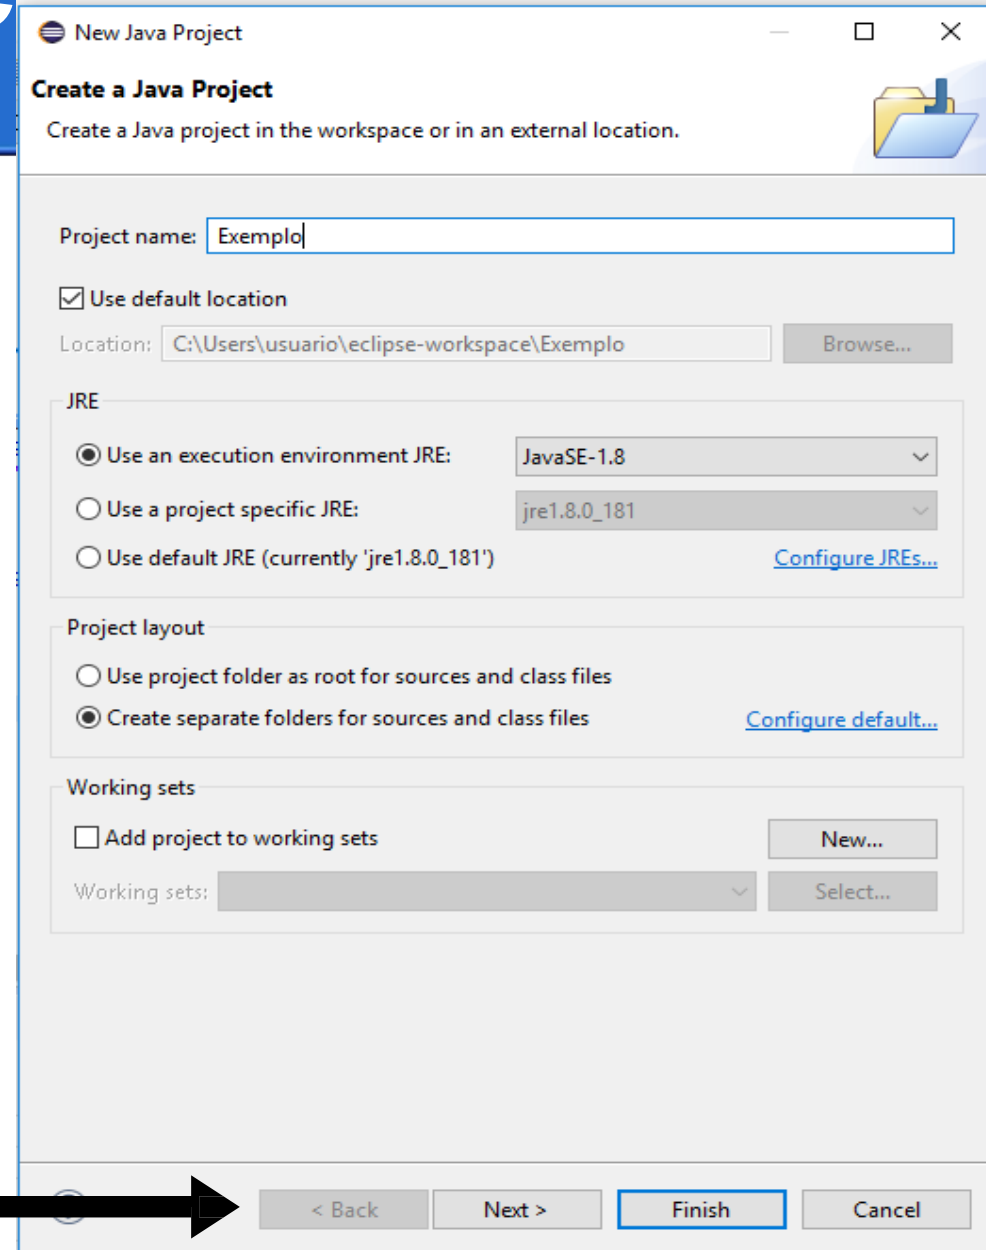 New Java Project
Create a Java Project
Create a Java project in the workspace or in an external location.
Project name: Exemplo
Use default location
Location: C:\Users\usuario\eclipse-workspace\Exemplo Browse...
JRE
Use an execution environment JRE: JavaSE-1.8
Use a project specific JRE: jre1.8.0_181
Use default JRE (currently 'jre1.8.0_181') Configure JREs...
Project layout
Use project folder as root for sources and class files
Create separate folders for sources and class files Configure default...
Working sets
Add project to working sets New...
Working sets: Select...
< Back Next > Finish Cancel